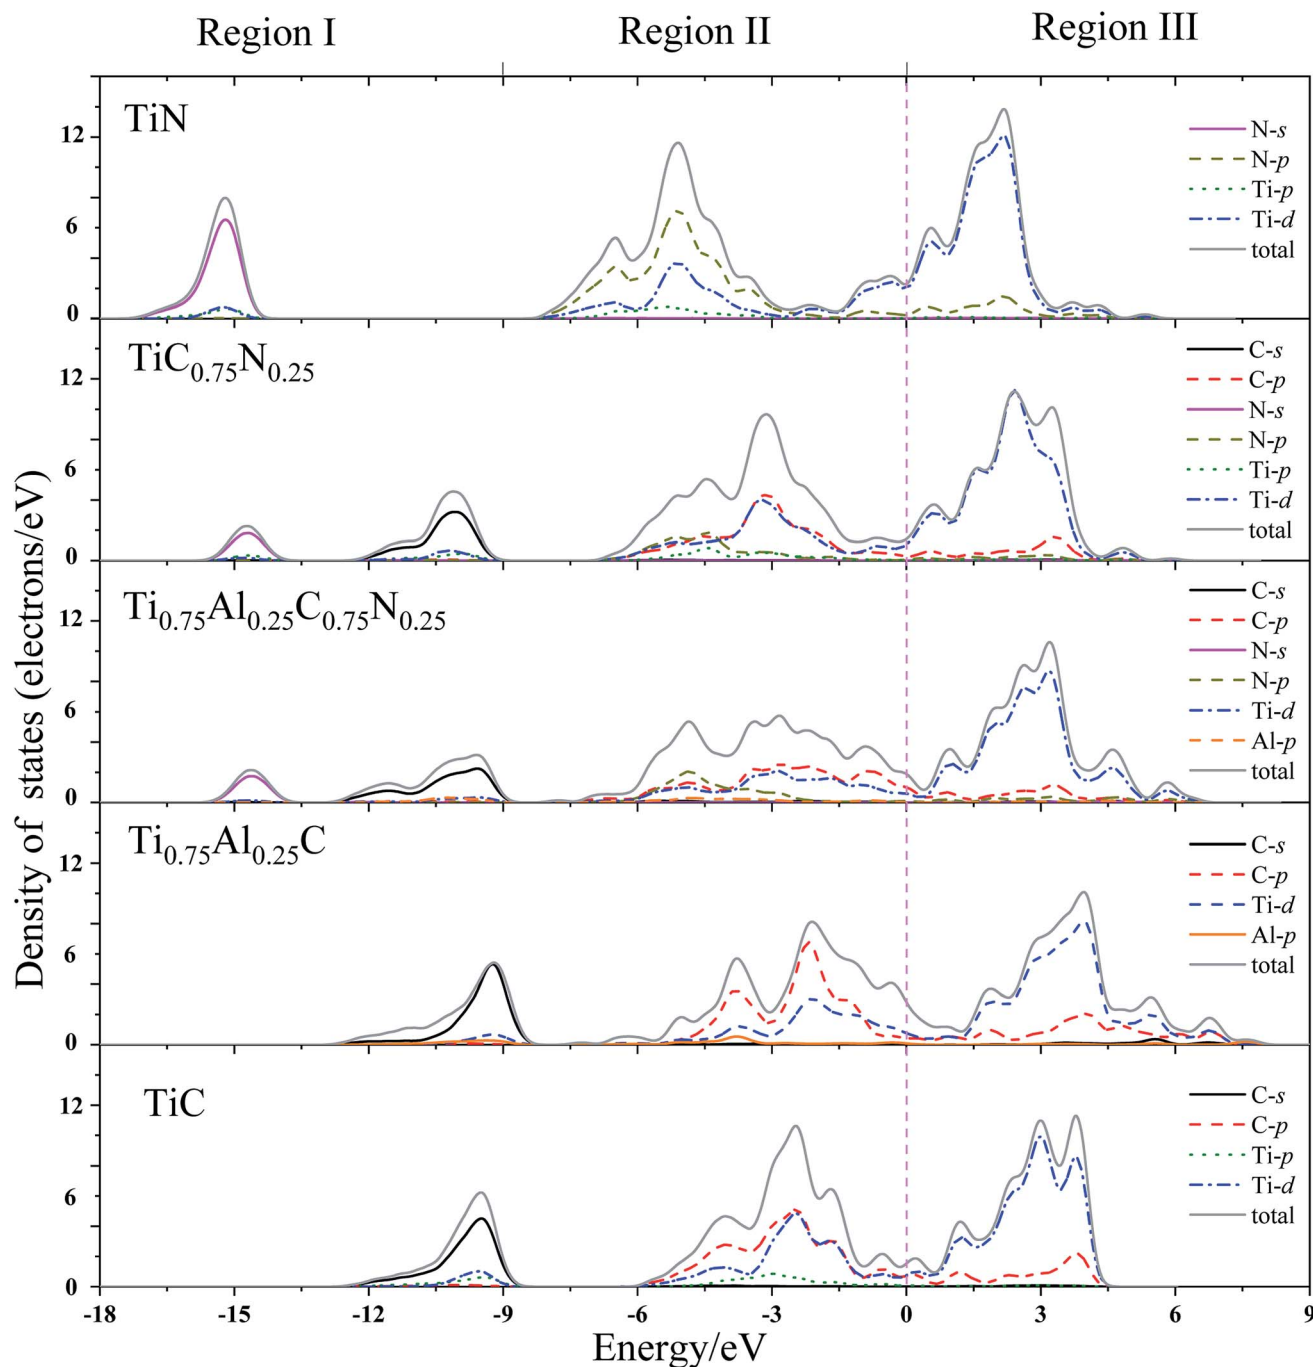 Region I Region II Region III
TiN
12
6
0
N-s
N-p
Ti-p
Ti-d
total
TiC0.75N0.25
12
6
0
C-s
C-p
N-s
N-p
Ti-p
Ti-d
total
Ti0.75Al0.25C0.75N0.25
12
6
0
C-s
C-p
N-s
N-p
Ti-d
Al-p
total
Ti0.75Al0.25C
12
6
0
C-s
C-p
Ti-d
Al-p
total
TiC
12
6
0
C-s
C-p
Ti-p
Ti-d
total
-18 -15 -12 -9 -6 -3 0 3 6 9
Energy/eV
Density of states (electrons/eV)